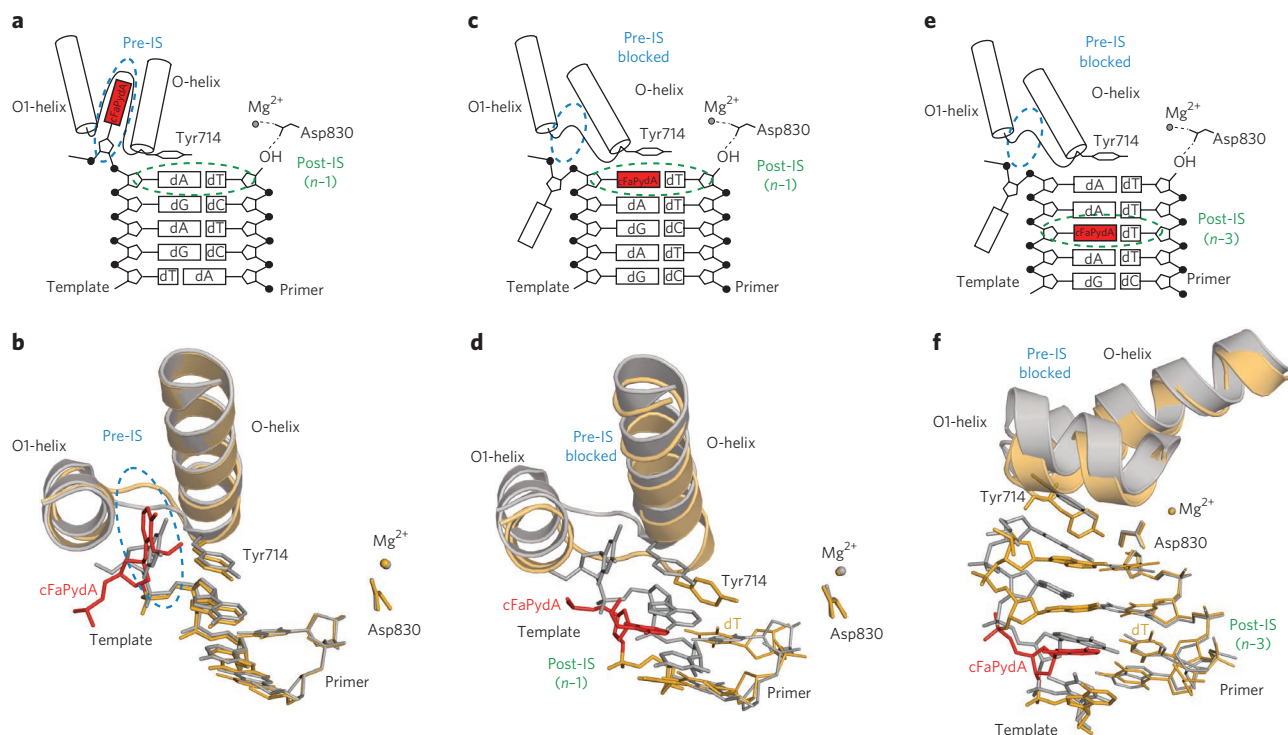 a
Pre-IS
O-helix
O1-helix
cFaPydA
Mg2+
Tyr714
Asp830
OH
Post-IS
(n–1)
dA dT
dG dC
dA dT
dG dC
dT dA
Template
Primer
c
Pre-IS
blocked
O-helix
O1-helix
Mg2+
Tyr714
Asp830
OH
Post-IS
(n–1)
cFaPydA dT
dA dT
dG dC
dA dT
dG dC
Template
Primer
e
Pre-IS
blocked
O-helix
O1-helix
Mg2+
Tyr714
Asp830
OH
dA dT
dA dT
Post-IS
(n–3)
cFaPydA dT
dA dT
dG dC
Template
Primer
b
O-helix
Pre-IS
O1-helix
Tyr714
Mg2+
cFaPydA
Asp830
Template
Primer
d
O-helix
Pre-IS
blocked
O1-helix
Mg2+
Tyr714
cFaPydA
Asp830
Template
dT
Post-IS
(n–1)
Primer
f
Pre-IS
blocked
O-helix
O1-helix
Tyr714
Mg2+
Asp830
dT
Post-IS
(n–3)
cFaPydA
Primer
Template